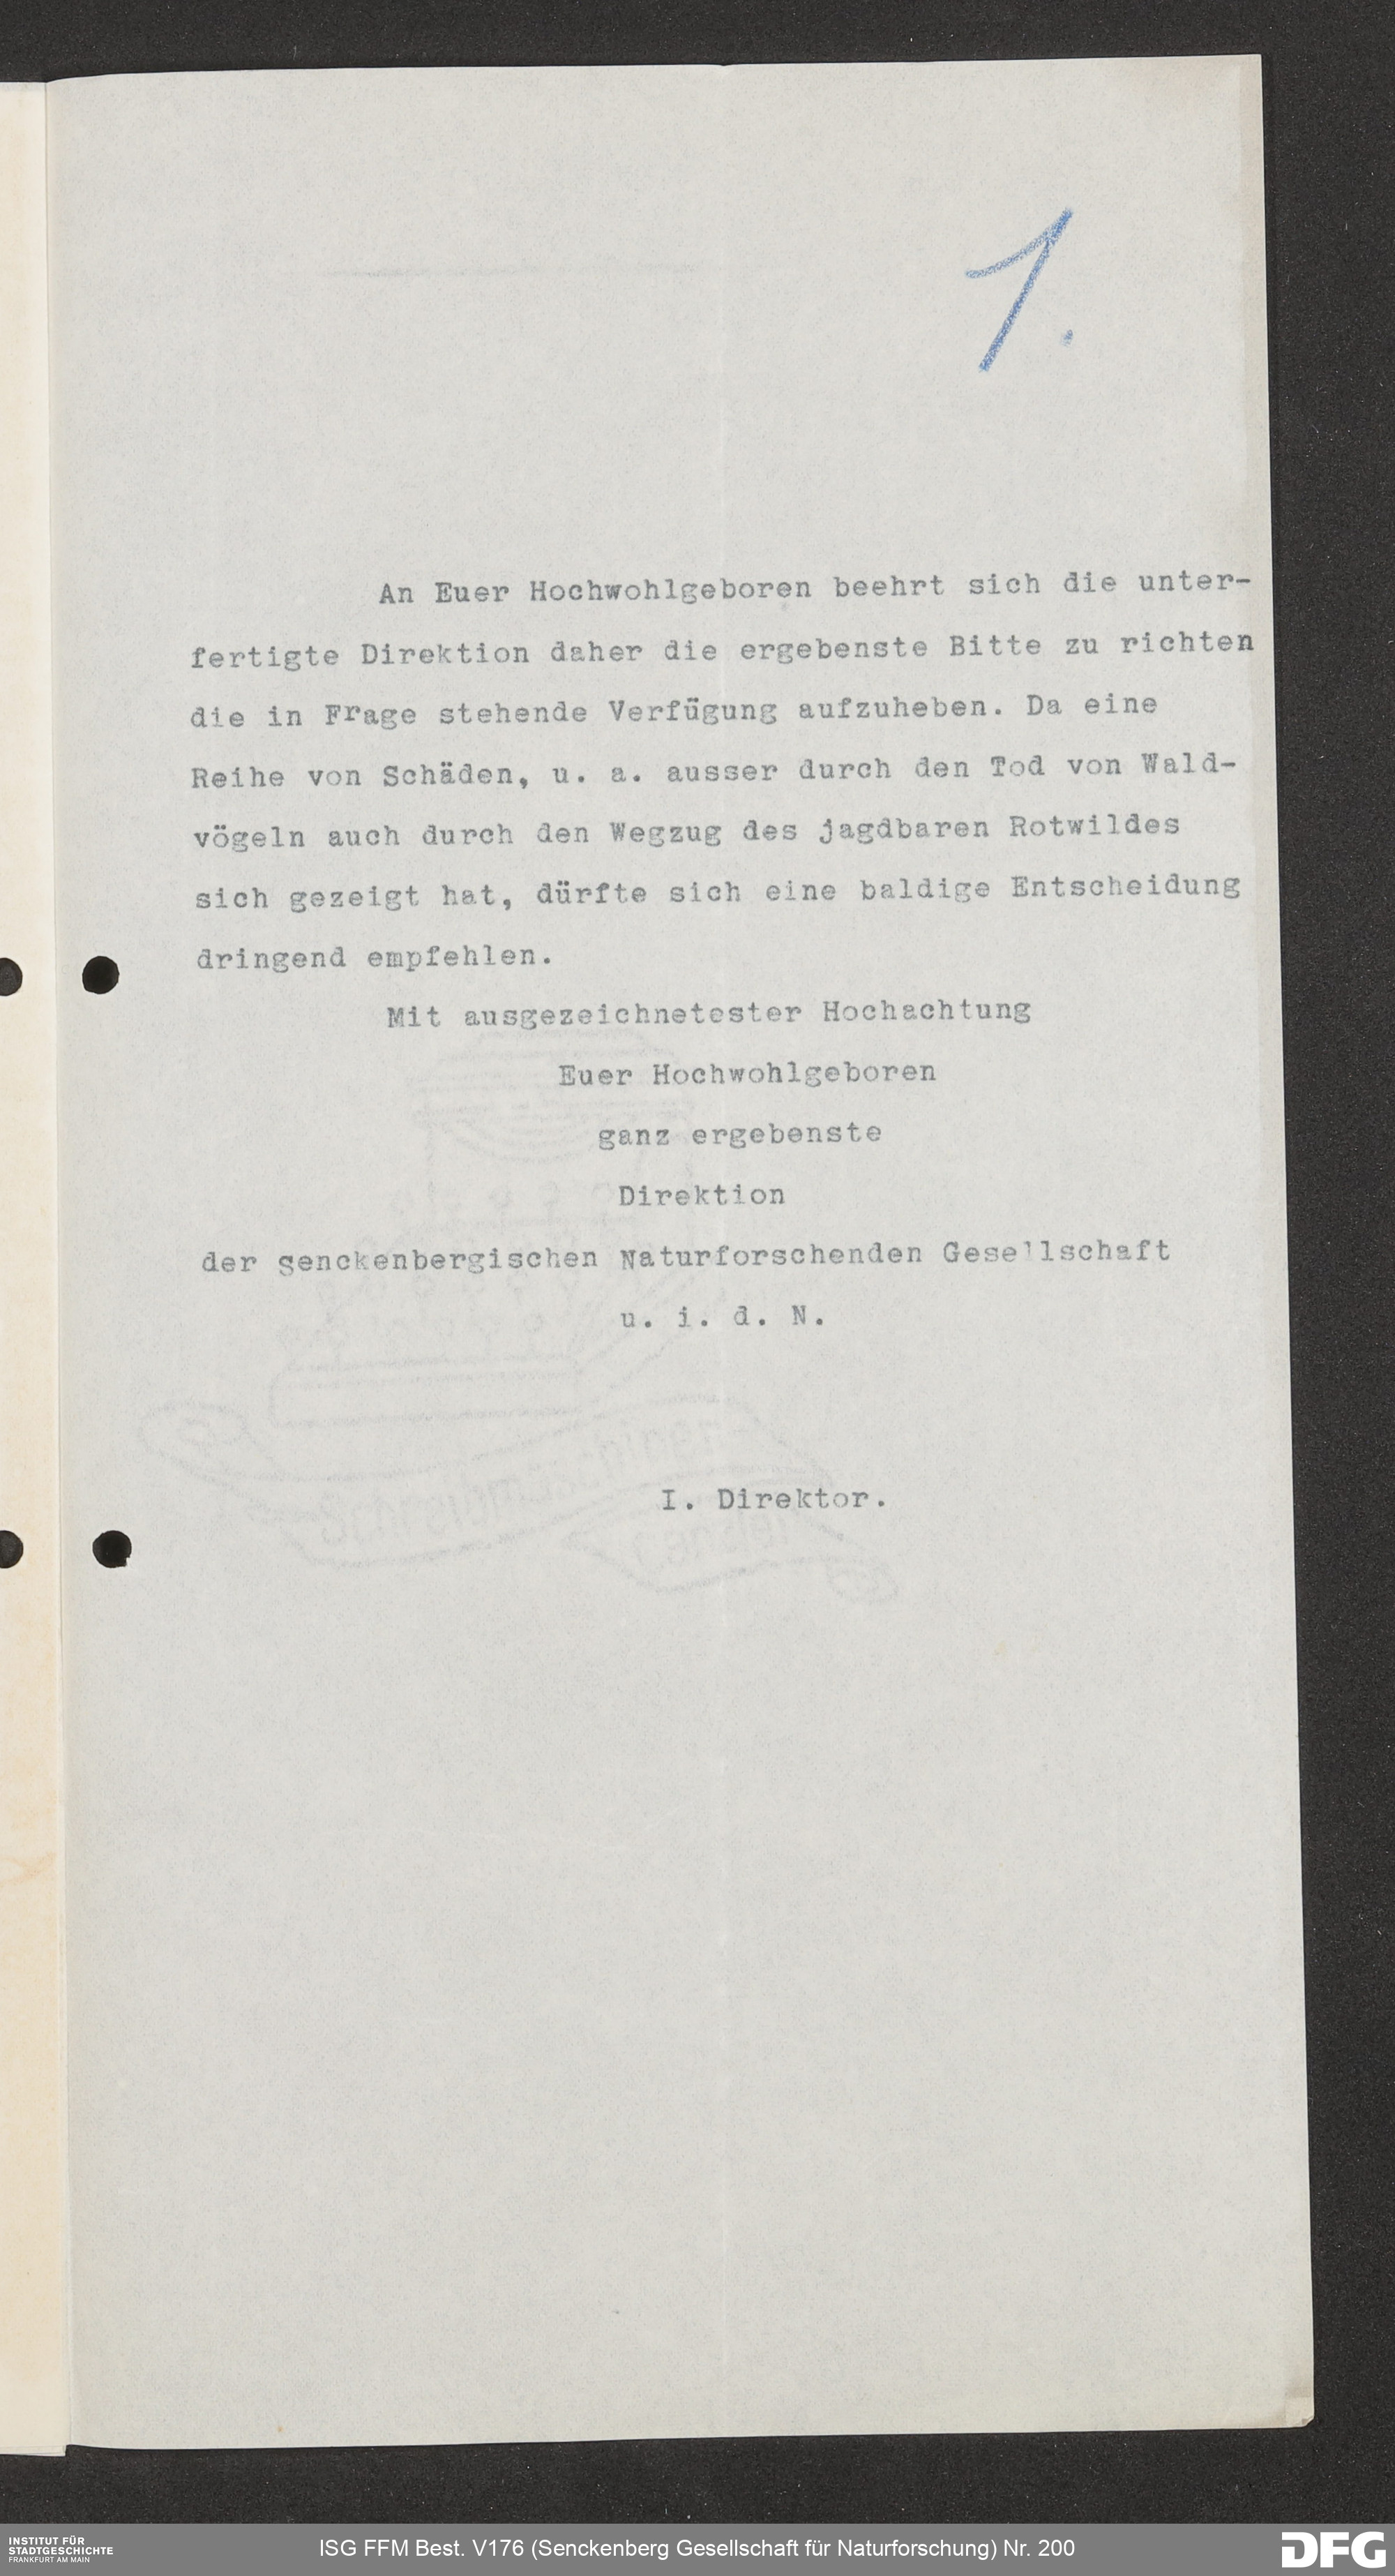 1.
An Euer Hochwohlgeboren beehrt sich die unter-
fertigte Direktion daher die ergebenste Bitte zu richten
die in Frage stehende Verfügung aufzuheben. Da eine
Reihe von Schäden, u. a. ausser durch den Tod von Wald-
vögeln auch durch den Wegzug des jagdbaren Rotwildes
sich gezeigt hat, dürfte sich eine baldige Entscheidung
dringend empfehlen.
Mit ausgezeichnetester Hochachtung
Euer Hochwohlgeboren
ganz ergebenste
Direktion
der Senckenbergischen Naturforschenden Gesellschaft
u. i. d. N.
I. Direktor.
INSTITUT FÜR
STADTGESCHICHTE
FRANKFURT AM MAIN
ISG FFM Best. V176 (Senckenberg Gesellschaft für Naturforschung) Nr. 200
DFG